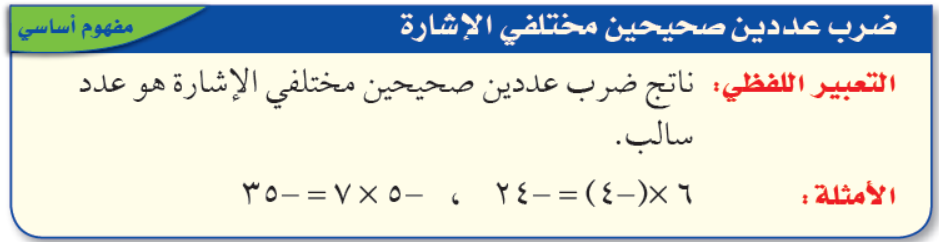 ضرب عددين صحيحين مختلفي الإشارة
مفهوم أساسي
التعبير اللفظي: ناتج ضرب عددين صحيحين مختلفي الإشارة هو عدد
سالب.
الأمثلة: ٦ ×(–٤) = –٢٤ ، –٥ × ٧ = –٣٥